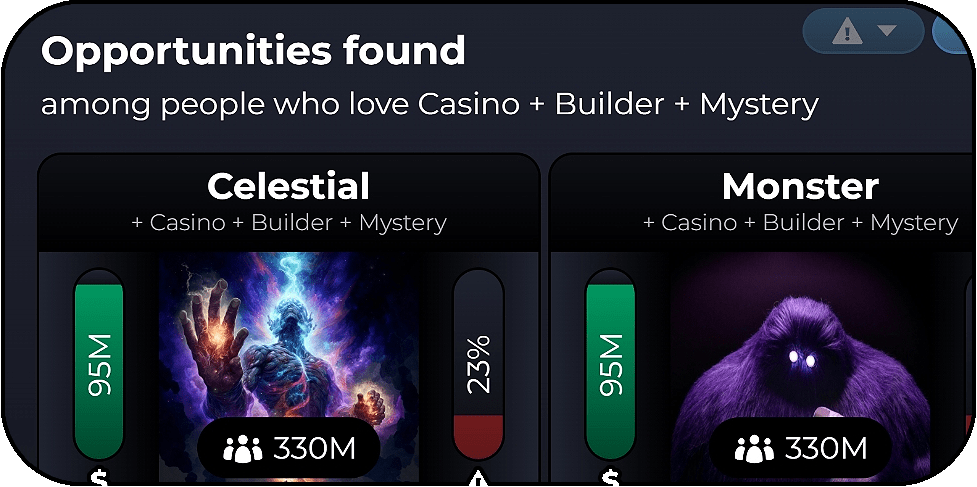 Opportunities found
among people who love Casino + Builder + Mystery
Celestial
+ Casino + Builder + Mystery
95M
23%
330M
$
Monster
+ Casino + Builder + Mystery
95M
330M
$